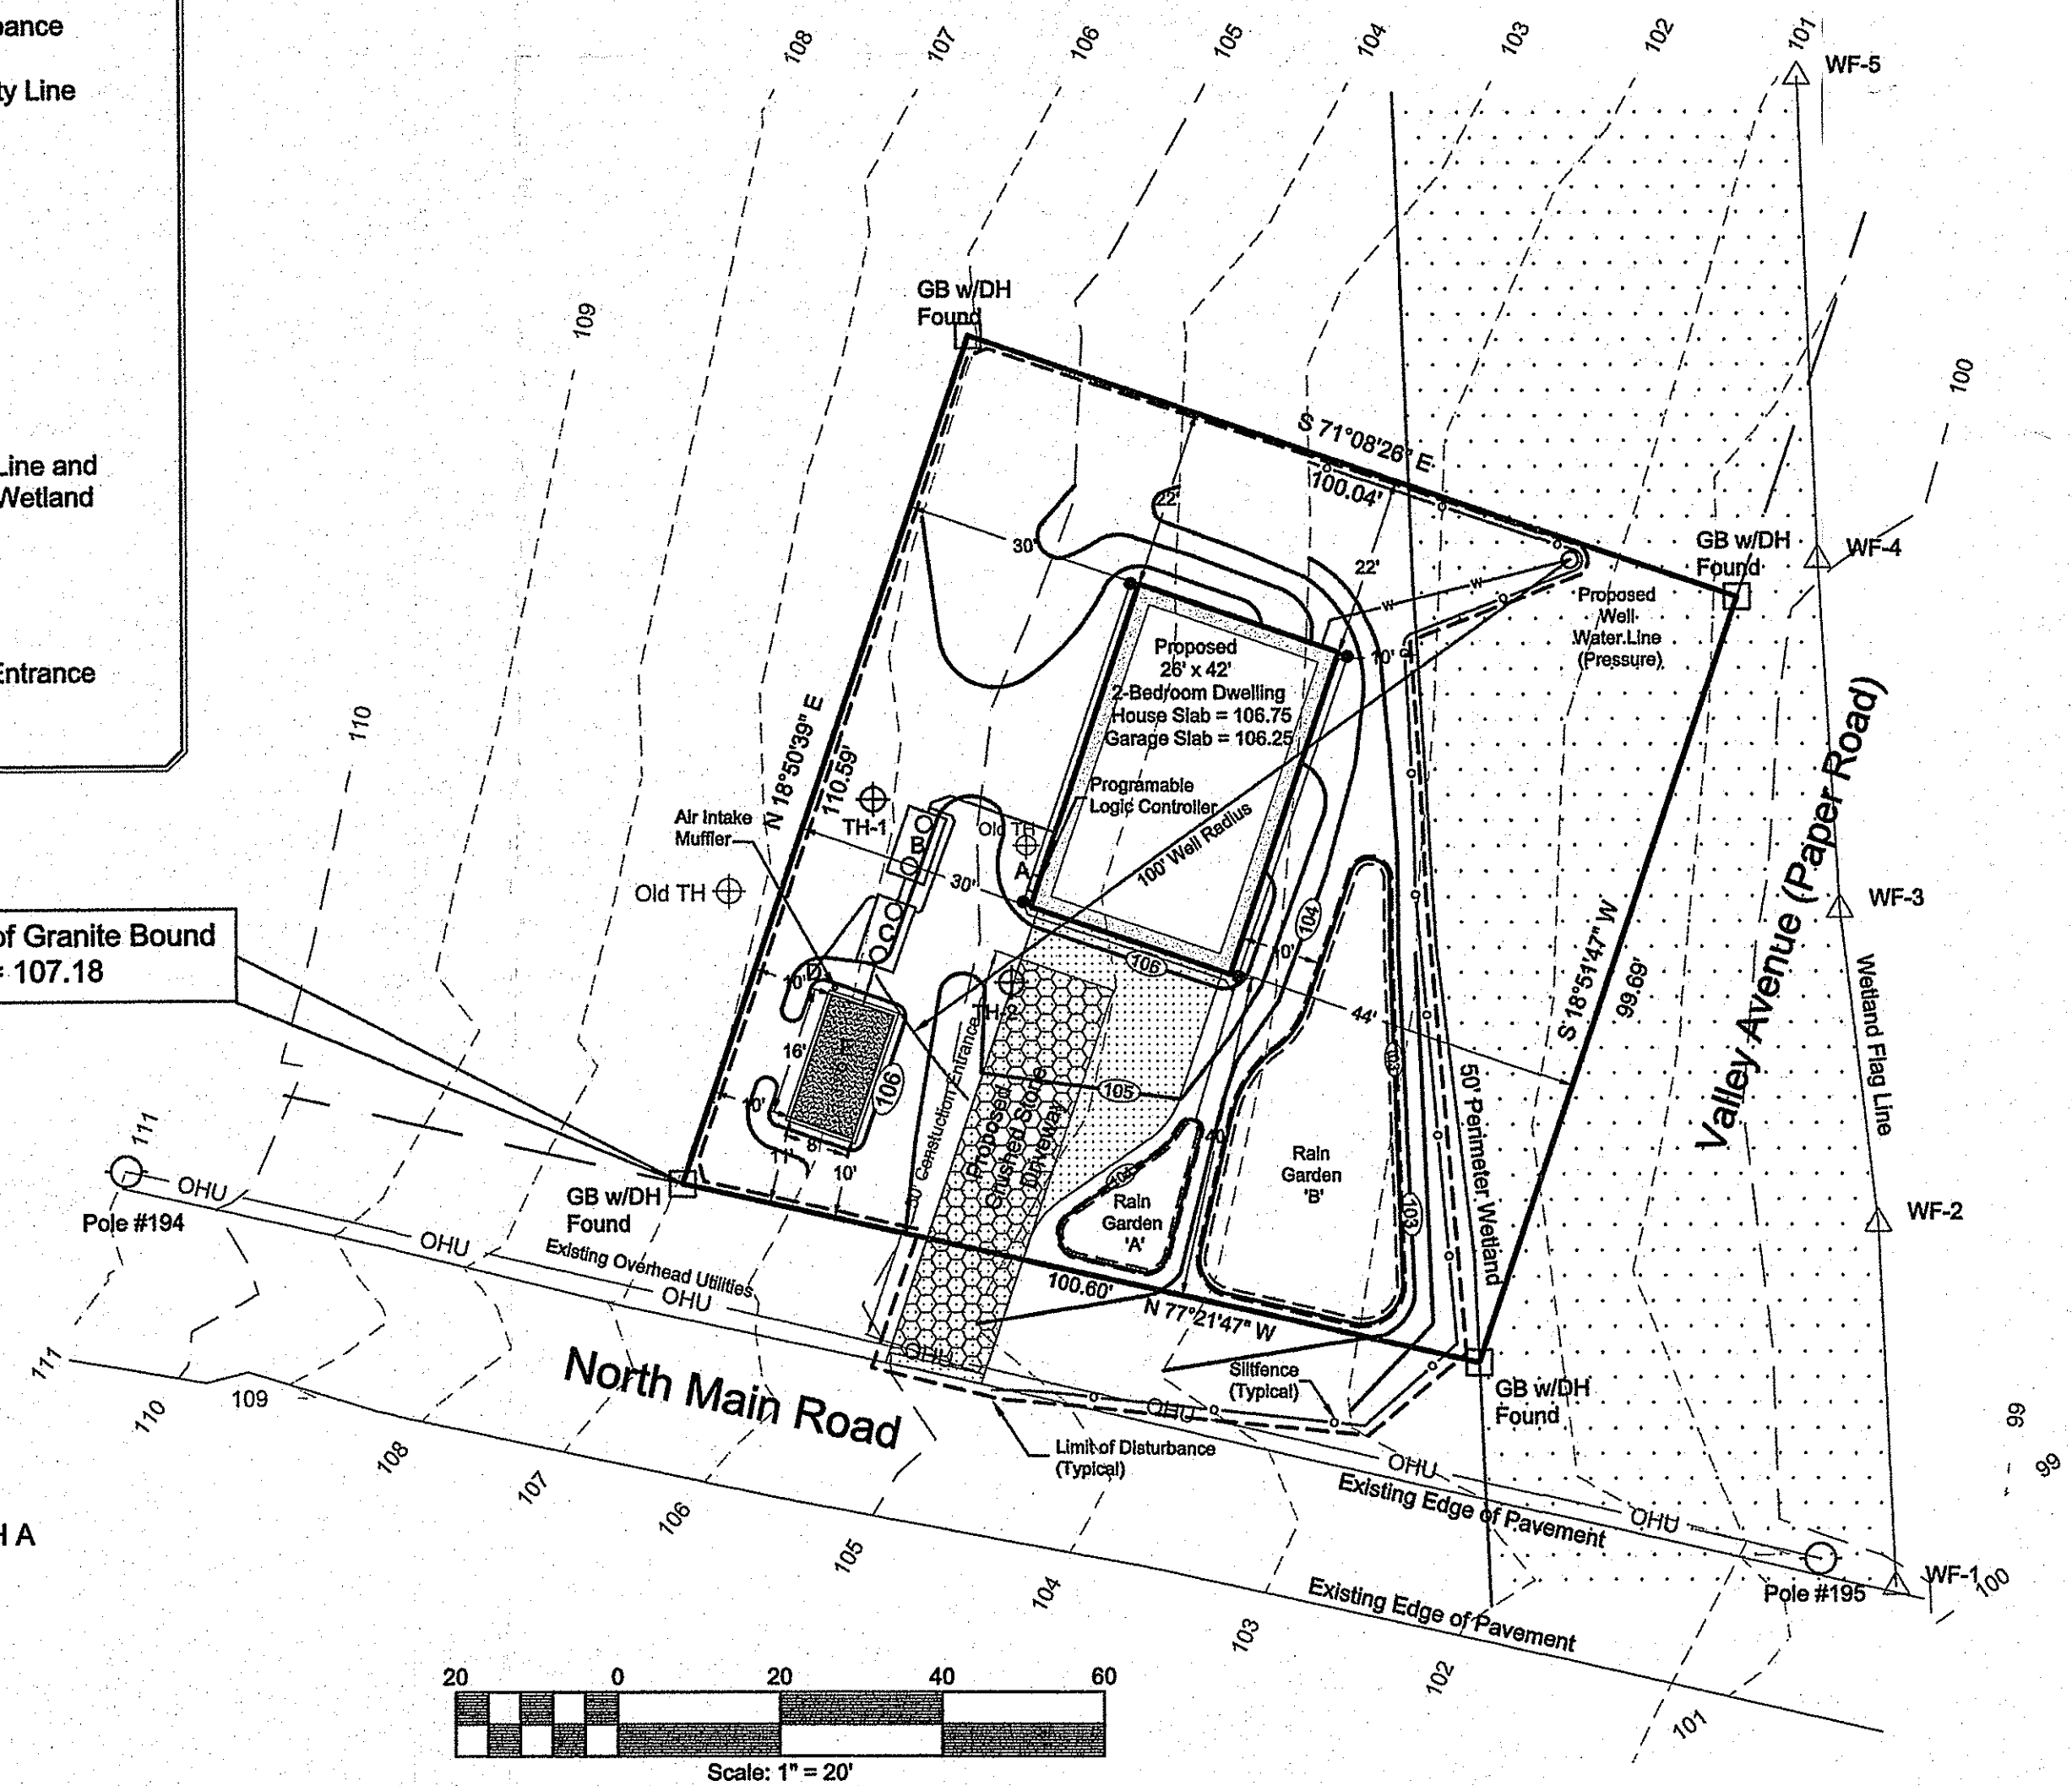 bance
ty Line
Line and
Wetland
Entrance
of Granite Bound
= 107.18
H A
108
107
106
105
104
103
102
101
WF-5
109
GB w/DH
Found
S 71°08'26" E
100.04'
100
GB w/DH
Found
WF-4
22'
30'
22'
10'
Proposed
Well
Water Line
(Pressure)
W
W
Proposed
26' x 42'
2-Bedroom Dwelling
House Slab = 106.75
Garage Slab = 106.25
110
N 18°50'39" E
110.59'
Programable
Logic Controller
Air Intake
Muffler
TH-1
B
Old TH
A
100' Well Radius
Old TH
30'
C
WF-3
104
106
10'
D
TH-2
44'
S 18°51'47" W
99.69'
Valley Avenue (Paper Road)
Wetland Flag Line
16'
106
105
103
10'
8'
11'
10'
Construction Entrance
Proposed
Crushed Stone
Driveway
Rain
Garden
'A'
Rain
Garden
'B'
103
50' Perimeter Wetland
WF-2
111
OHU
Pole #194
GB w/DH
Found
OHU
Existing Overhead Utilities
OHU
100.60'
N 77°21'47" W
OHU
North Main Road
Siltfence
(Typical)
OHU
GB w/DH
Found
Limit of Disturbance
(Typical)
OHU
Existing Edge of Pavement
OHU
99
99
111
110
109
108
107
106
105
104
103
102
101
Existing Edge of Pavement
Pole #195
WF-1
100
20
0
20
40
60
Scale: 1" = 20'